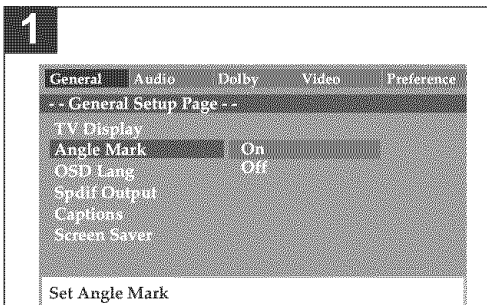 1
General Audio Dolby Video Preference
- - General Setup Page - -
TV Display
Angle Mark On
OSD Lang Off
Spdif Output
Captions
Screen Saver
Set Angle Mark